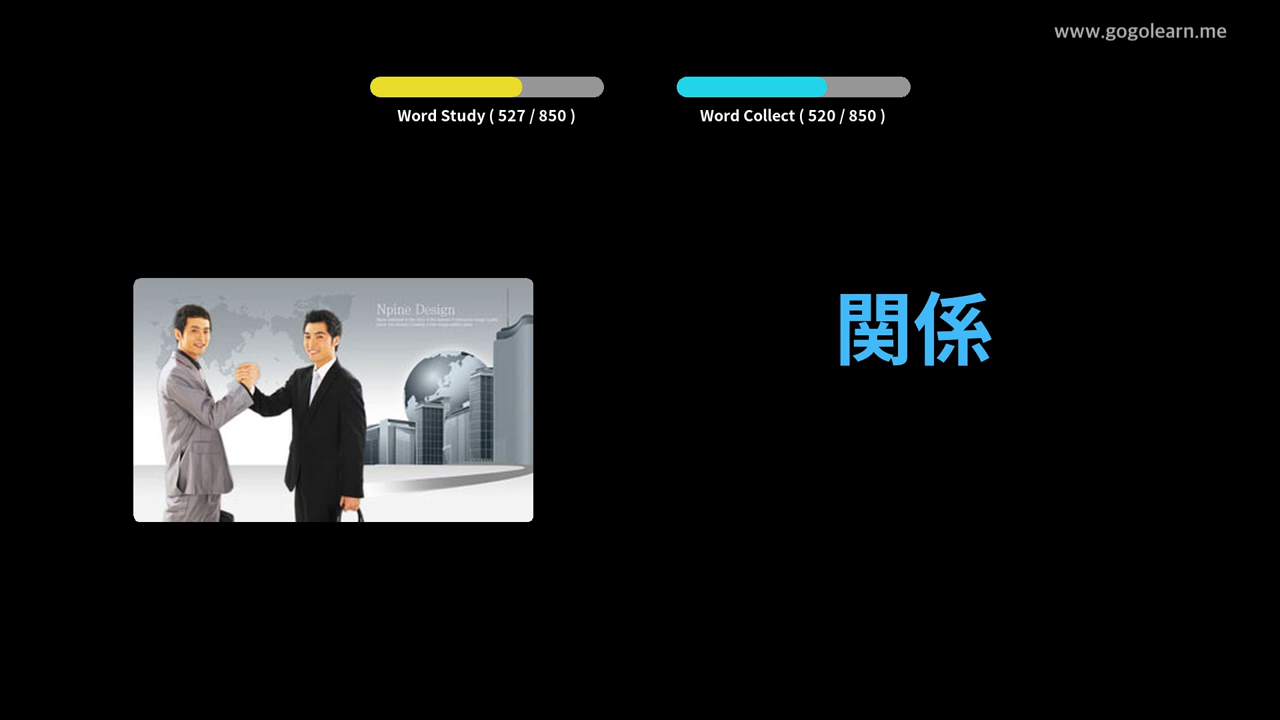 www.gogolearn.me
Word Study ( 527 / 850 )
Word Collect ( 520 / 850 )
Npine Design
関係